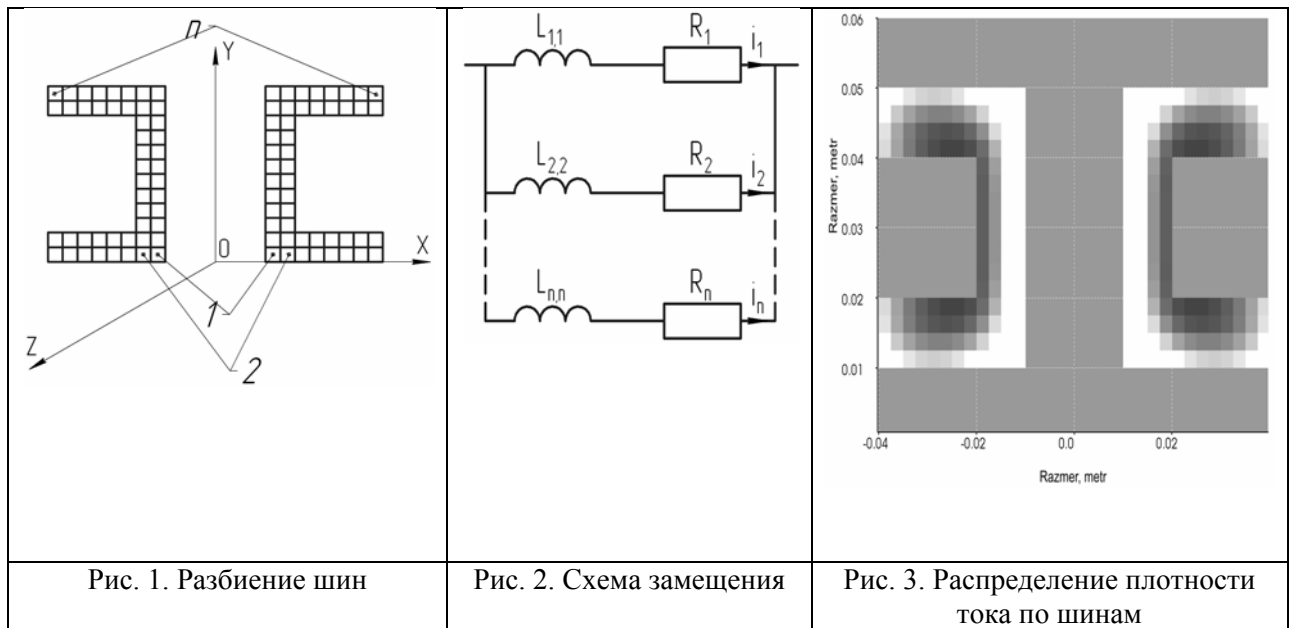 n
Y
0
X
1
Z
2
L1,1
R1
i1
L2,2
R2
i2
Ln,n
Rn
in
0.06
0.05
0.04
0.03
0.02
0.01
Razmer, metr
-0.04
-0.02
0.0
0.02
Razmer, metr
Рис. 1. Разбиение шин
Рис. 2. Схема замещения
Рис. 3. Распределение плотности
тока по шинам